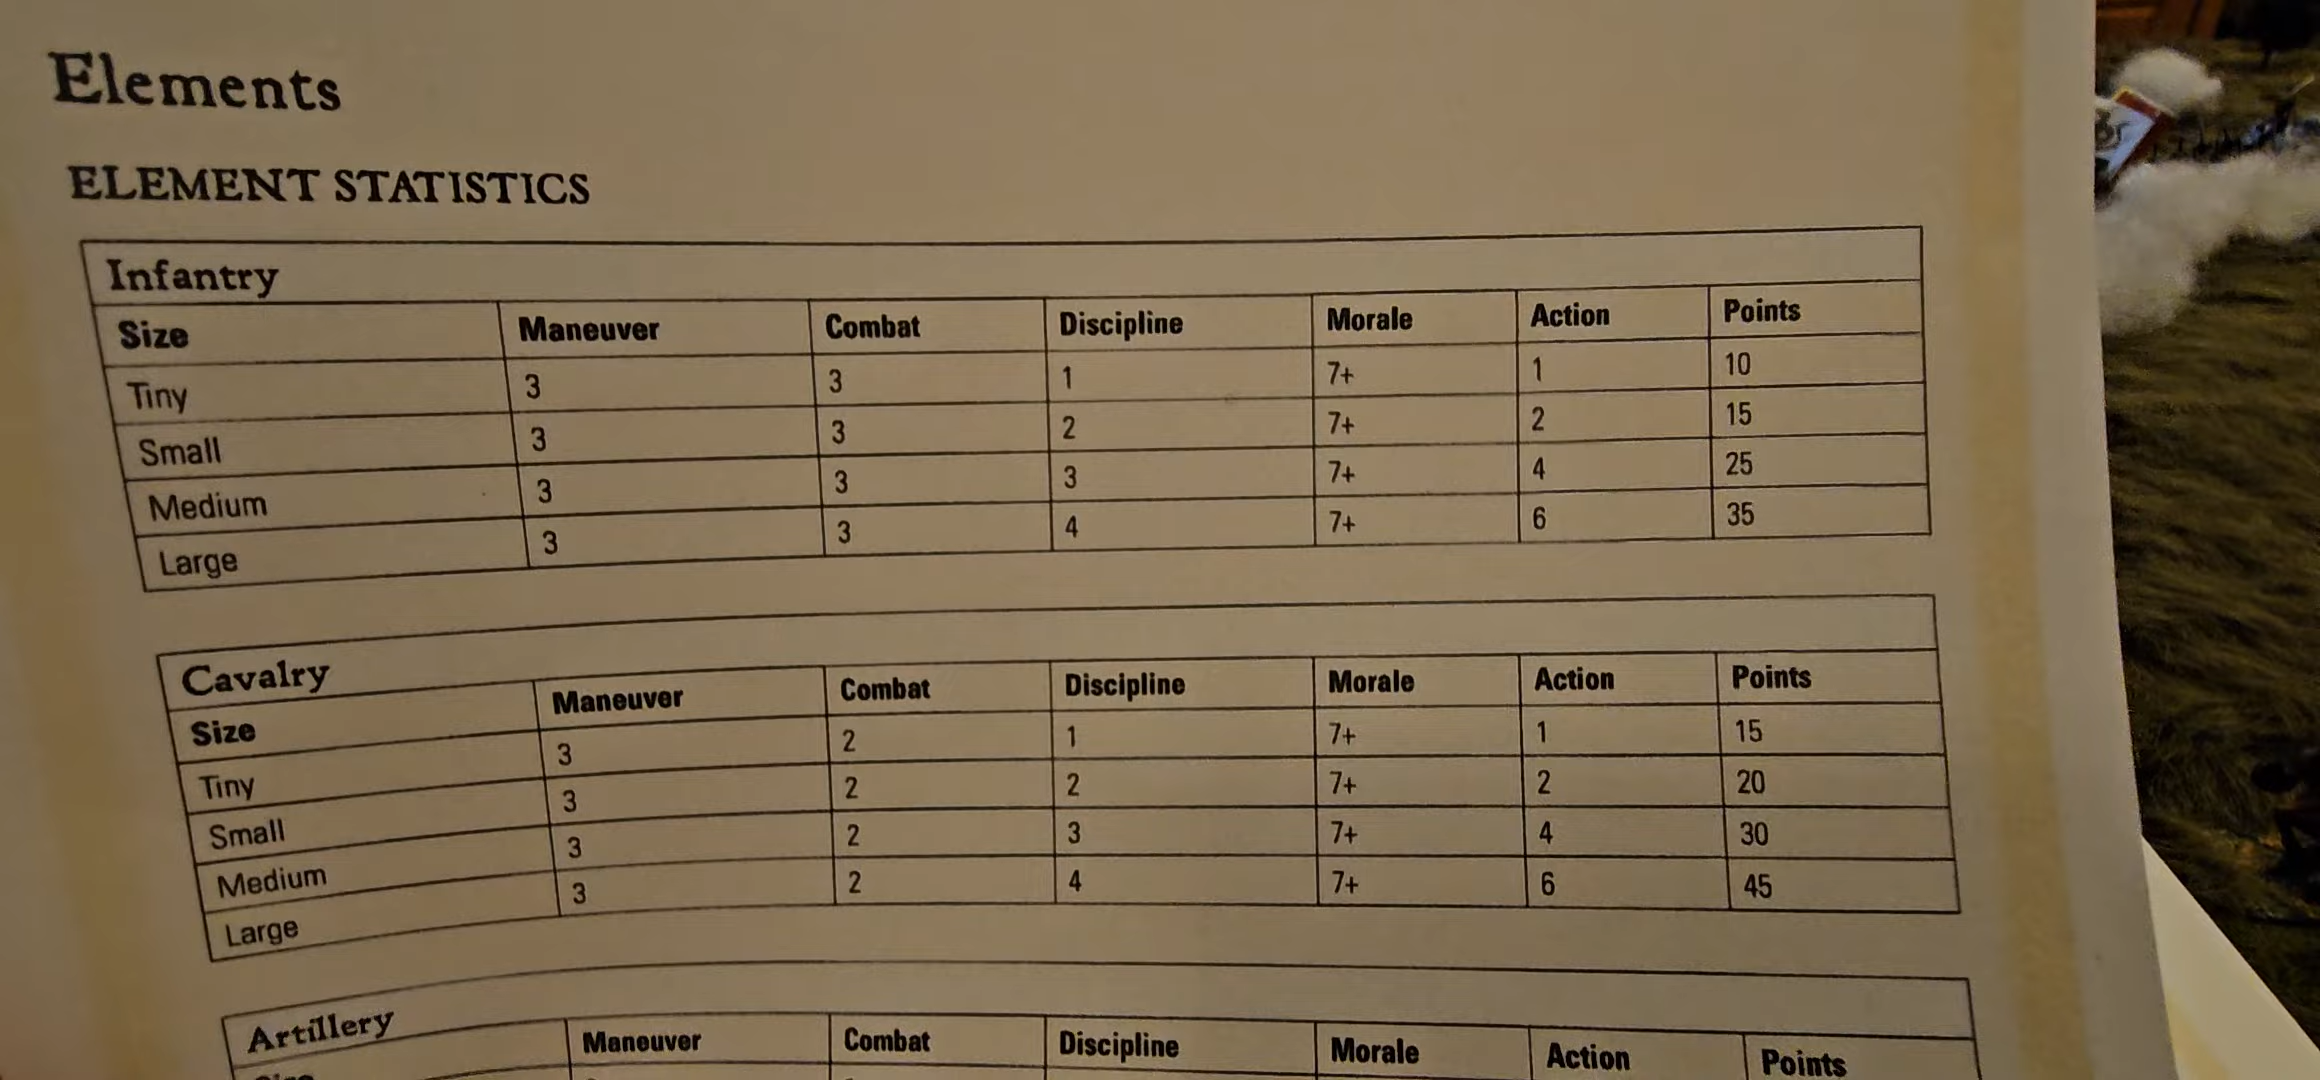 Elements
ELEMENT STATISTICS
Infantry
Size Maneuver Combat Discipline Morale Action Points
Tiny 3 3 1 7+ 1 10
Small 3 3 2 7+ 2 15
Medium 3 3 3 7+ 4 25
Large 3 3 4 7+ 6 35
Cavalry
Size Maneuver Combat Discipline Morale Action Points
Tiny 3 2 1 7+ 1 15
Small 3 2 2 7+ 2 20
Medium 3 2 3 7+ 4 30
Large 3 2 4 7+ 6 45
Artillery
Size Maneuver Combat Discipline Morale Action Points